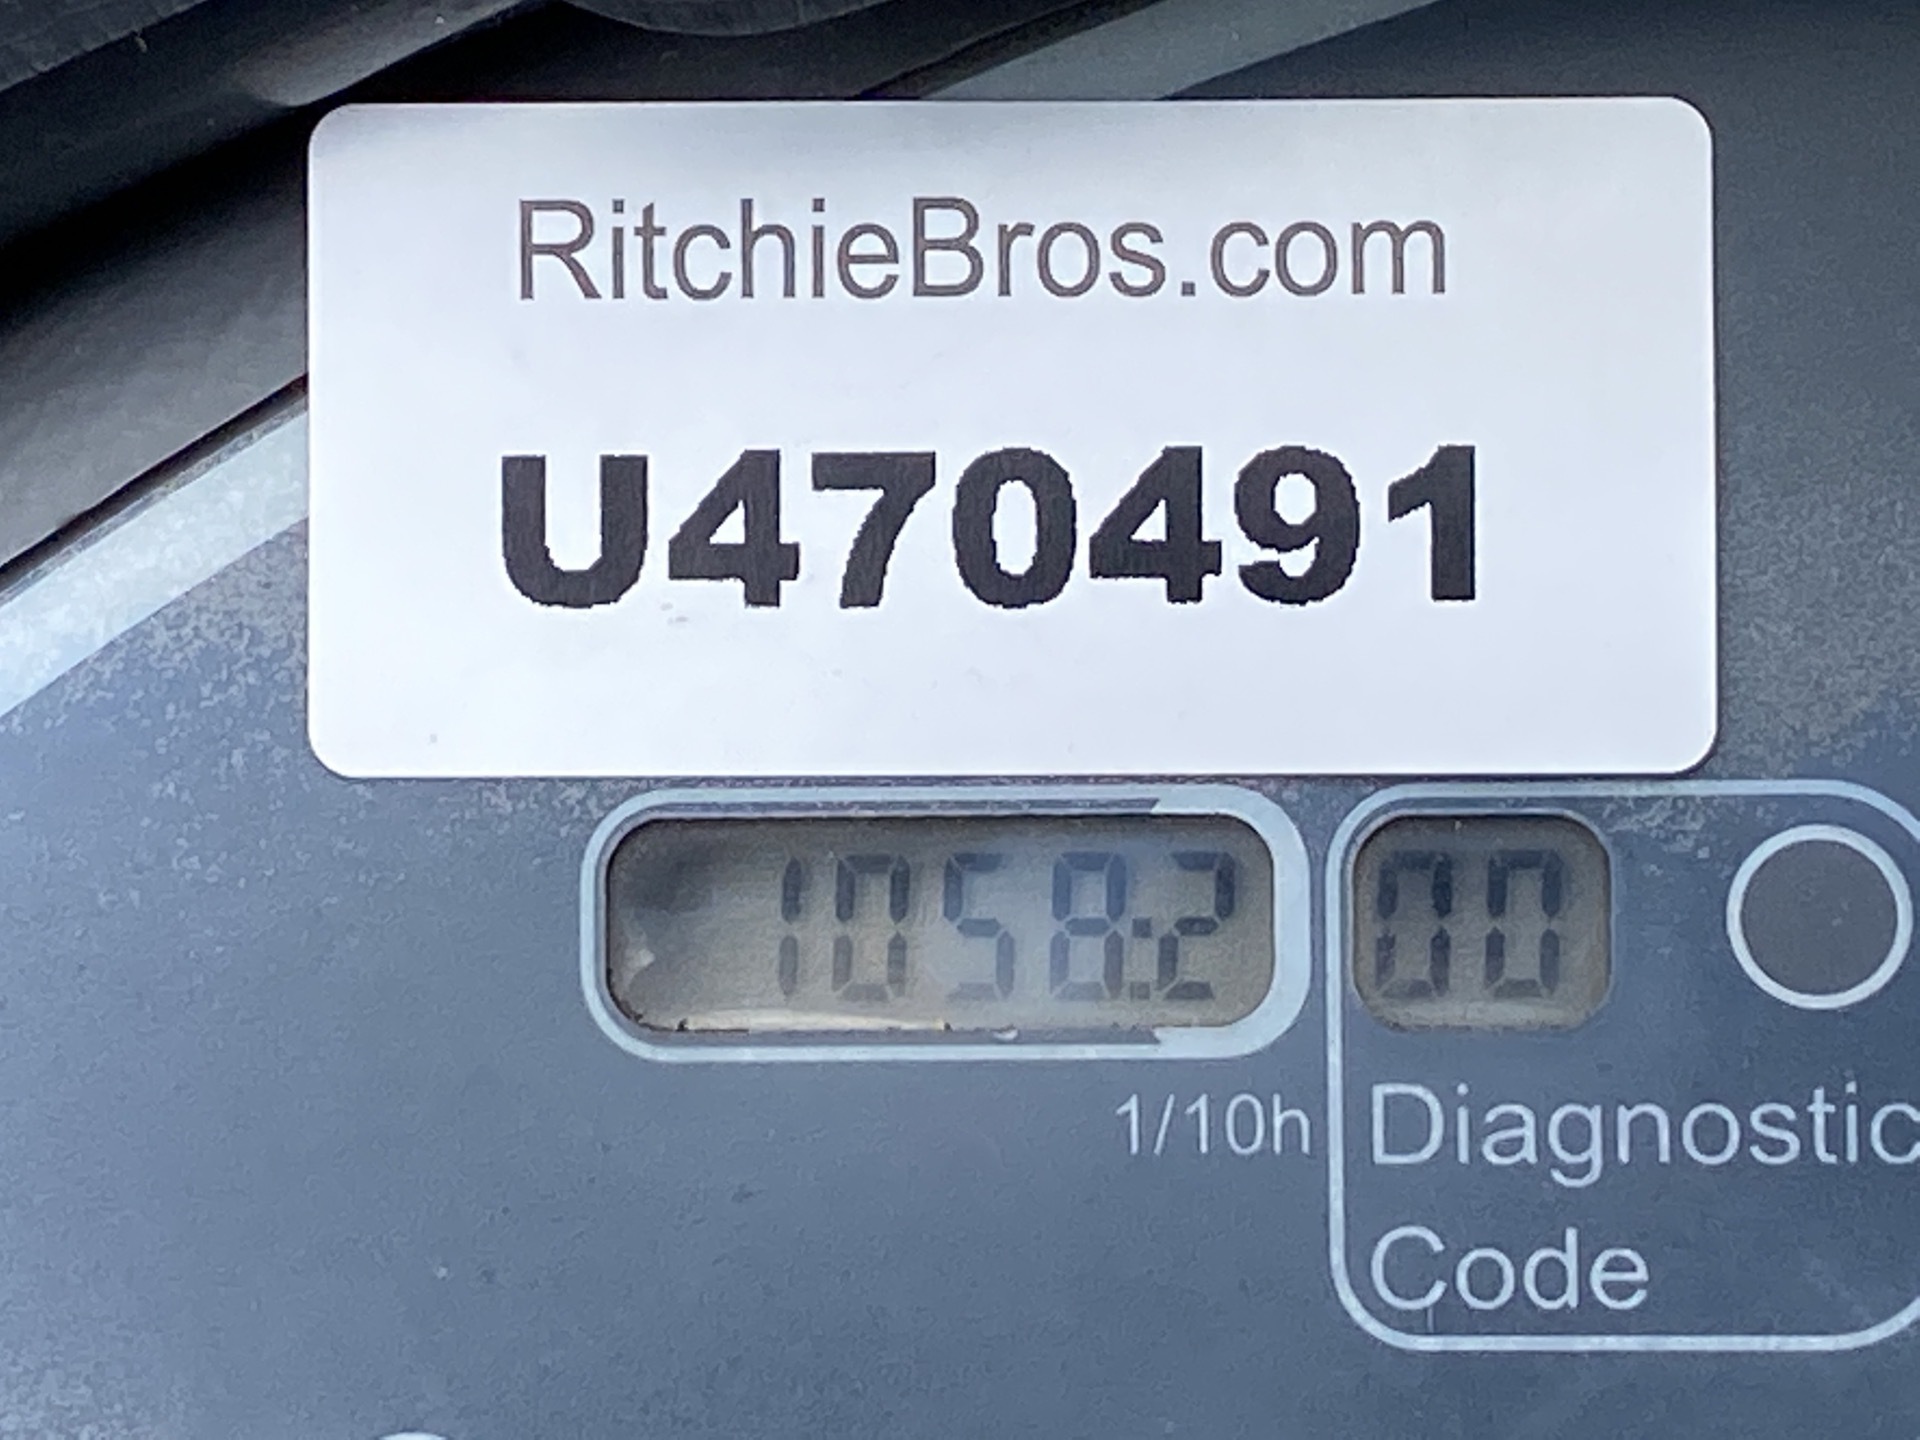 RitchieBros.com
U470491
1058:2
00
1/10h
Diagnostic
Code